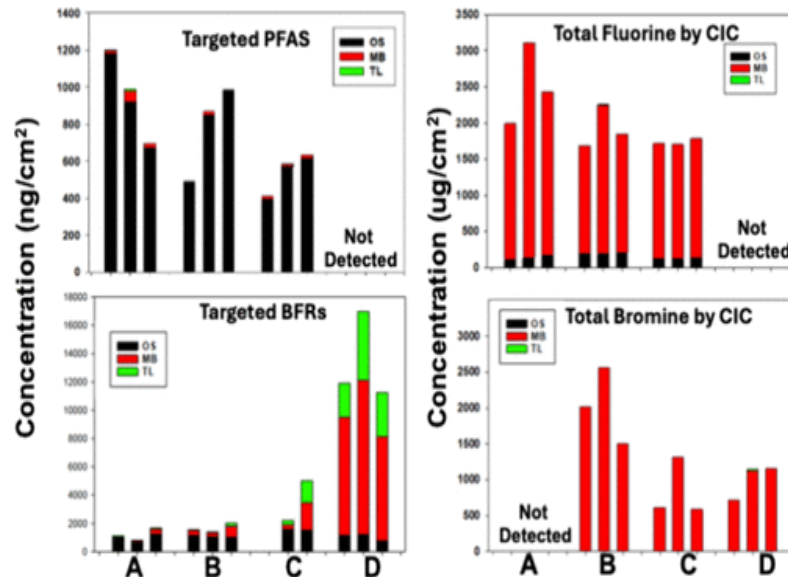 Concentration (ng/cm²)
Targeted PFAS
OS
MB
TL
1400
1200
1000
800
600
400
200
0
Not
Detected
Concentration (ug/cm²)
Total Fluorine by CIC
OS
MB
TL
3500
3000
2500
2000
1500
1000
500
0
Not
Detected
Targeted BFRs
OS
MB
TL
18000
16000
14000
12000
10000
8000
6000
4000
2000
0
A B C D
Total Bromine by CIC
OS
MB
TL
3000
2500
2000
1500
1000
500
0
Not
Detected
A B C D